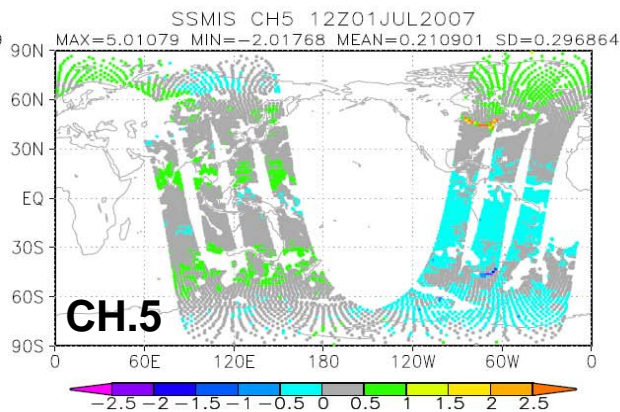 SSMIS CH5 12Z01JUL2007
9 MAX=5.01079 MIN=−2.01768 MEAN=0.210901 SD=0.296864
90N
60N
30N
EQ
30S
60S
90S
CH.5
0 60E 120E 180 120W 60W 0
−2.5 −2 −1.5 −1 −0.5 0 0.5 1 1.5 2 2.5